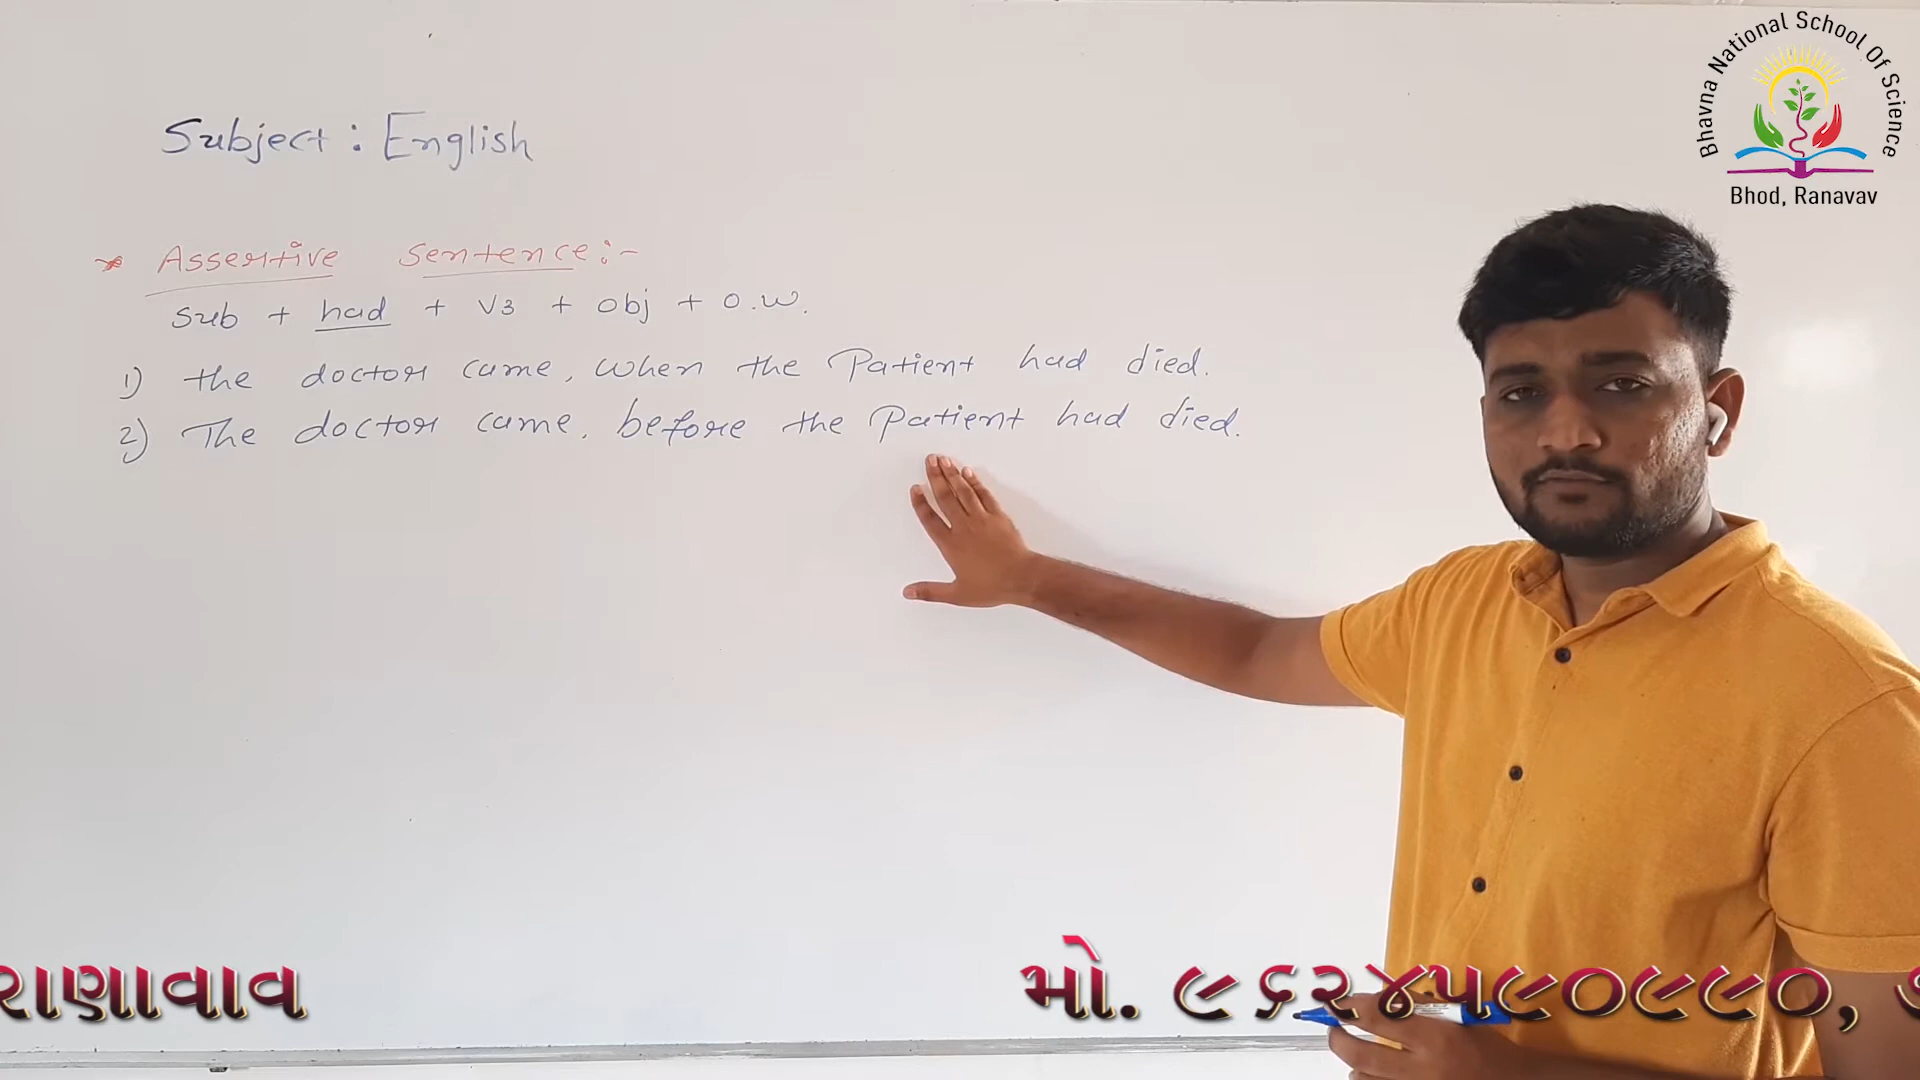 Bhavna National School Of Science
Bhod, Ranavav
Subject : English
* Assertive Sentence :-
Sub + had + V3 + obj + O.W.
1) the doctor came, when the Patient had died.
2) The doctor came, before the Patient had died.
રાણાવાવ
મો. ૯૬૨૪૫૯૦૯૯૦,